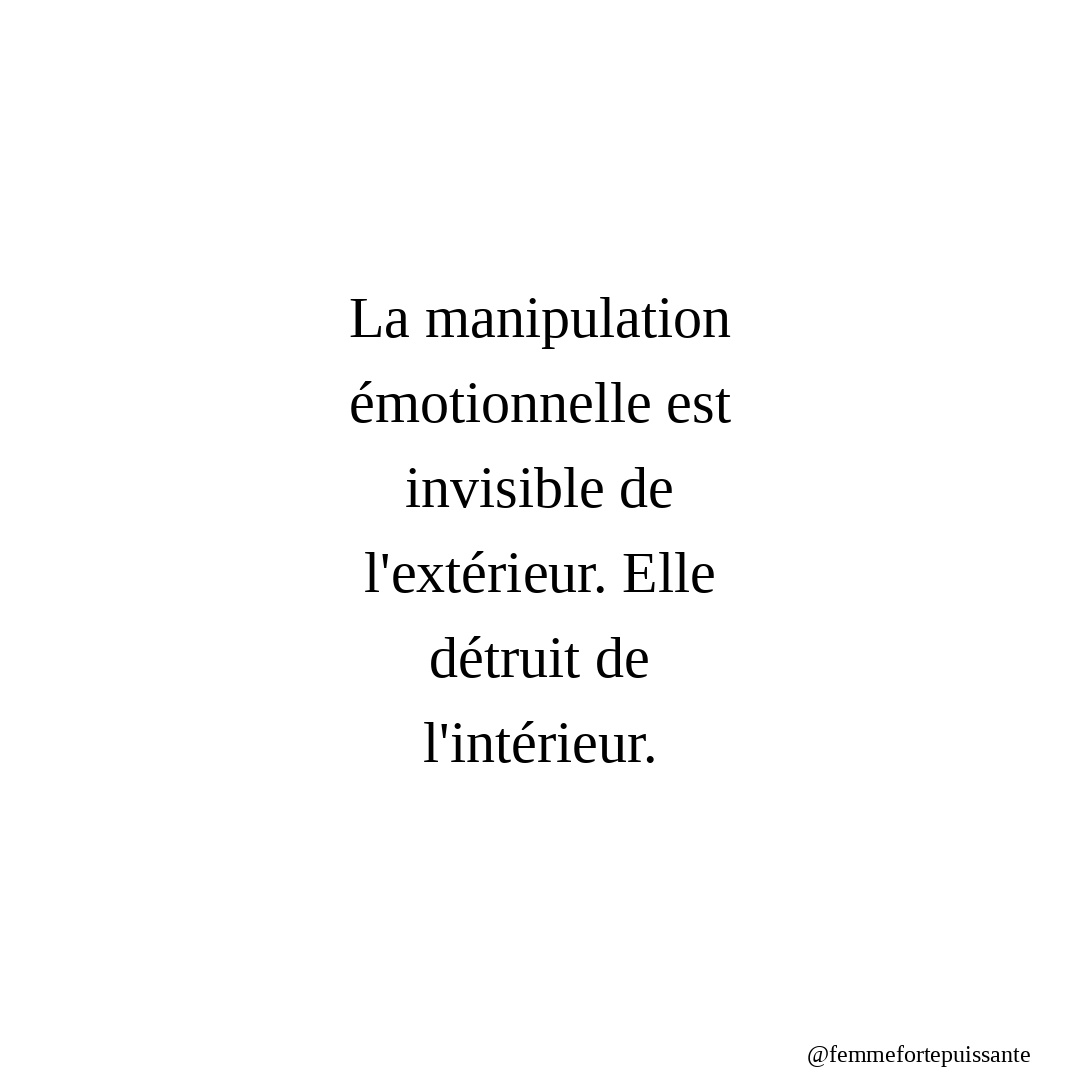 La manipulation
émotionnelle est
invisible de
l'extérieur. Elle
détruit de
l'intérieur.
@femmefortepuissante